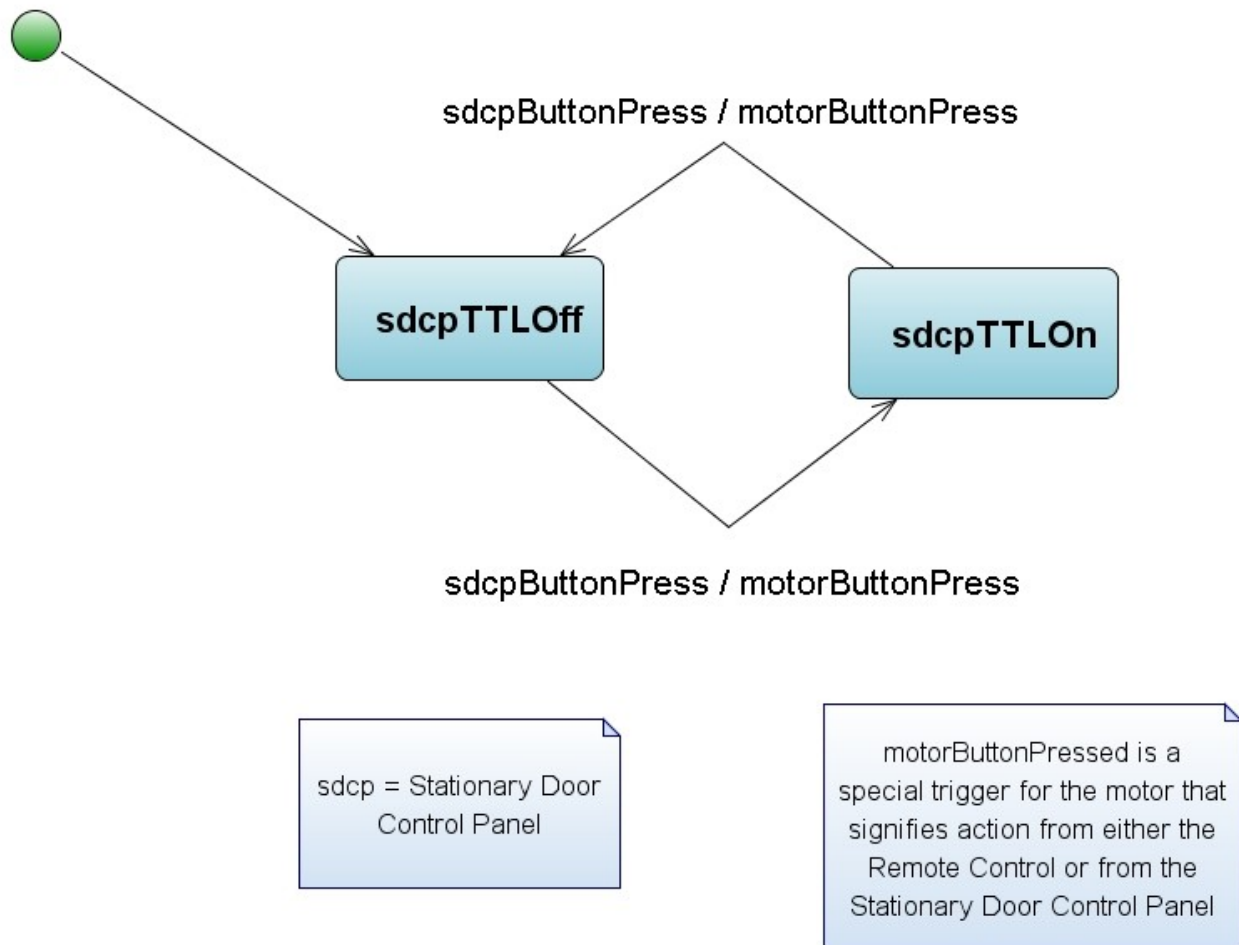 sdcpButtonPress / motorButtonPress
sdcpTTLOff
sdcpTTLOn
sdcpButtonPress / motorButtonPress
sdcp = Stationary Door
Control Panel
motorButtonPressed is a
special trigger for the motor that
signifies action from either the
Remote Control or from the
Stationary Door Control Panel